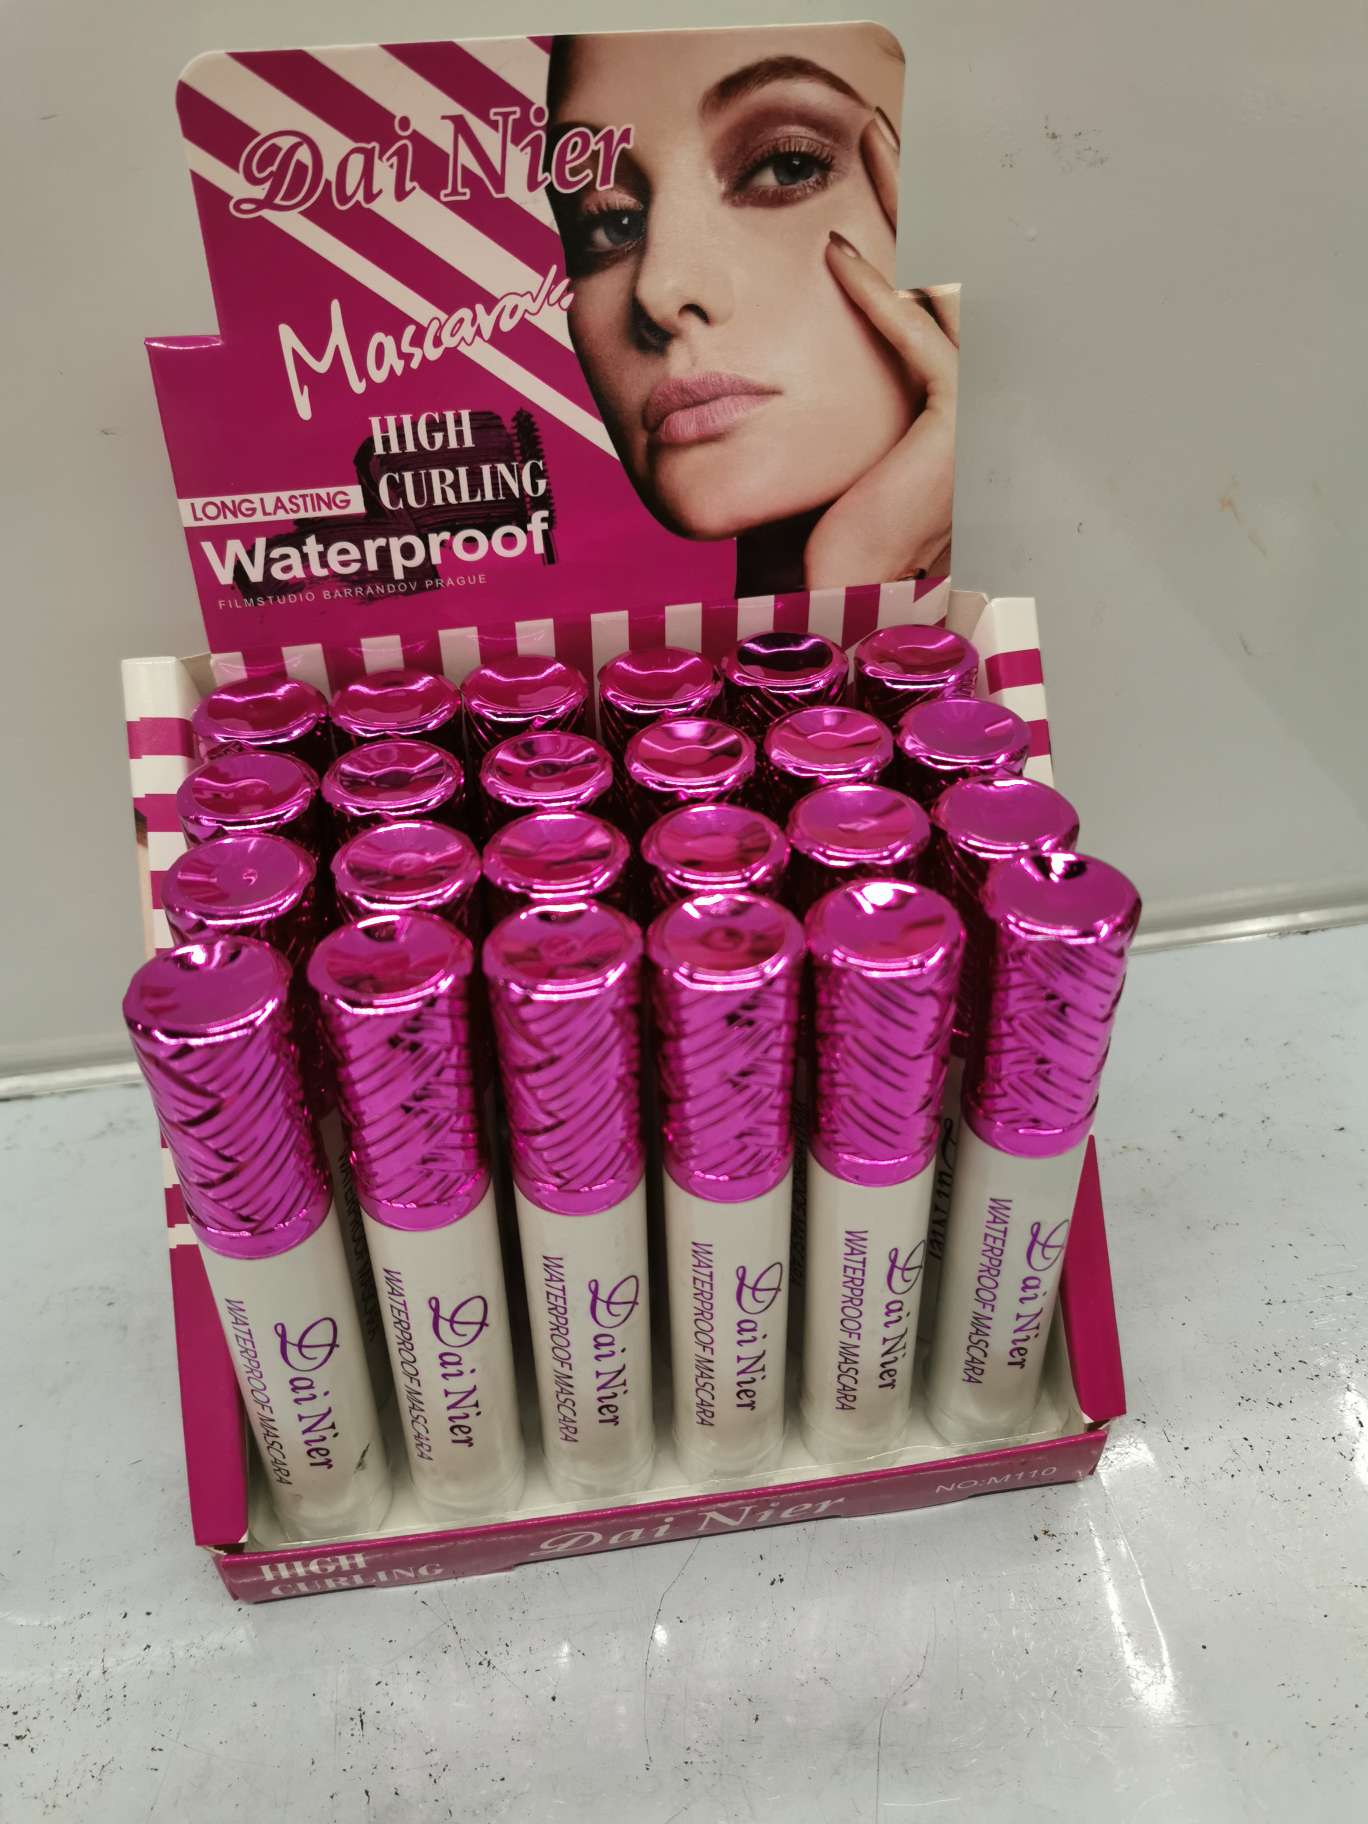 Dai Nier
Mascara
HIGH
CURLING
LONG LASTING
Waterproof
FILMSTUDIO BARRANDOV PRAGUE
Dai Nier
WATERPROOF MASCARA
Dai Nier
WATERPROOF MASCARA
Dai Nier
WATERPROOF MASCARA
Dai Nier
WATERPROOF MASCARA
Dai Nier
WATERPROOF MASCARA
Dai Nier
WATERPROOF MASCARA
HIGH
CURLING
Dai Nier
NO:M110